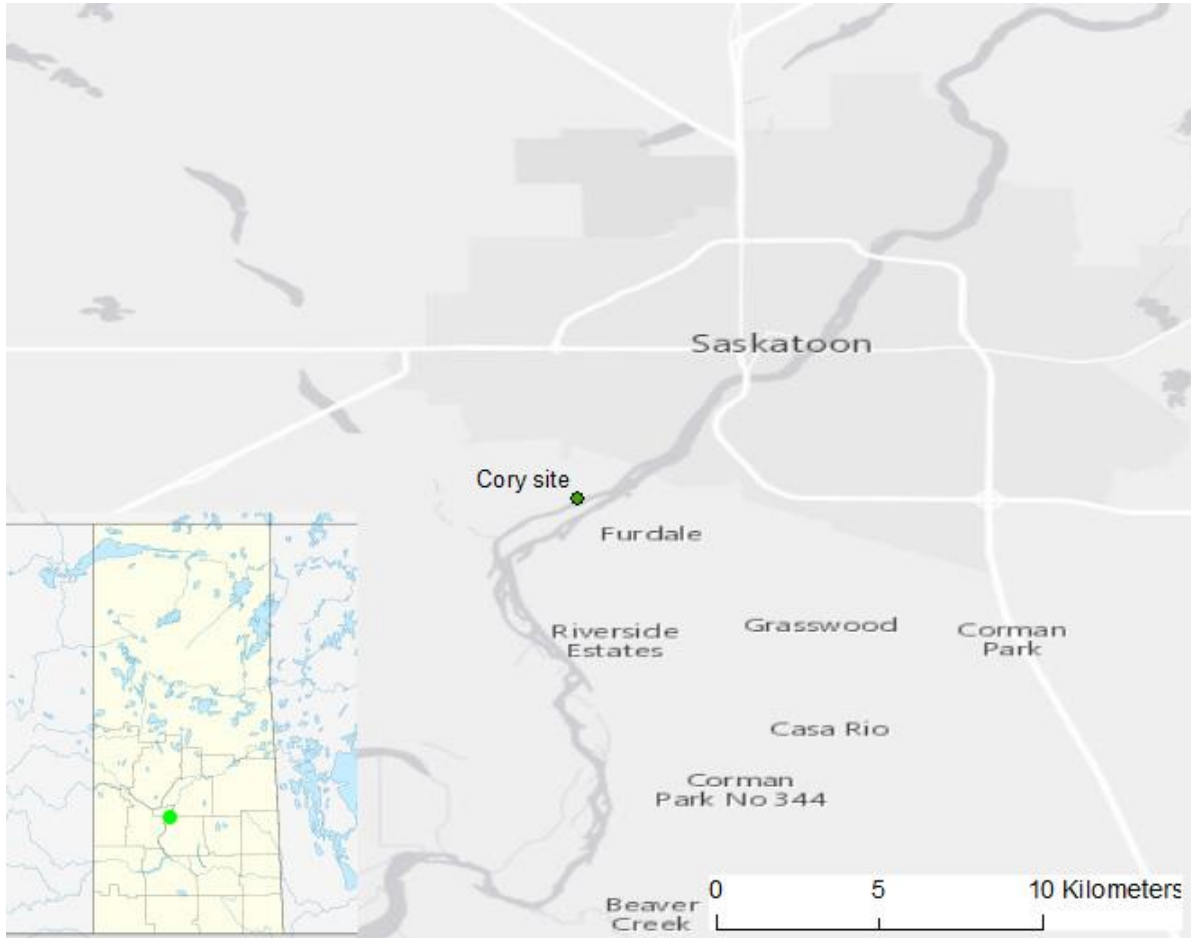 Saskatoon
Cory site
Furdale
Riverside
Estates
Grasswood
Corman
Park
Casa Rio
Corman
Park No 344
Beaver
Creek
0 5 10 Kilometers